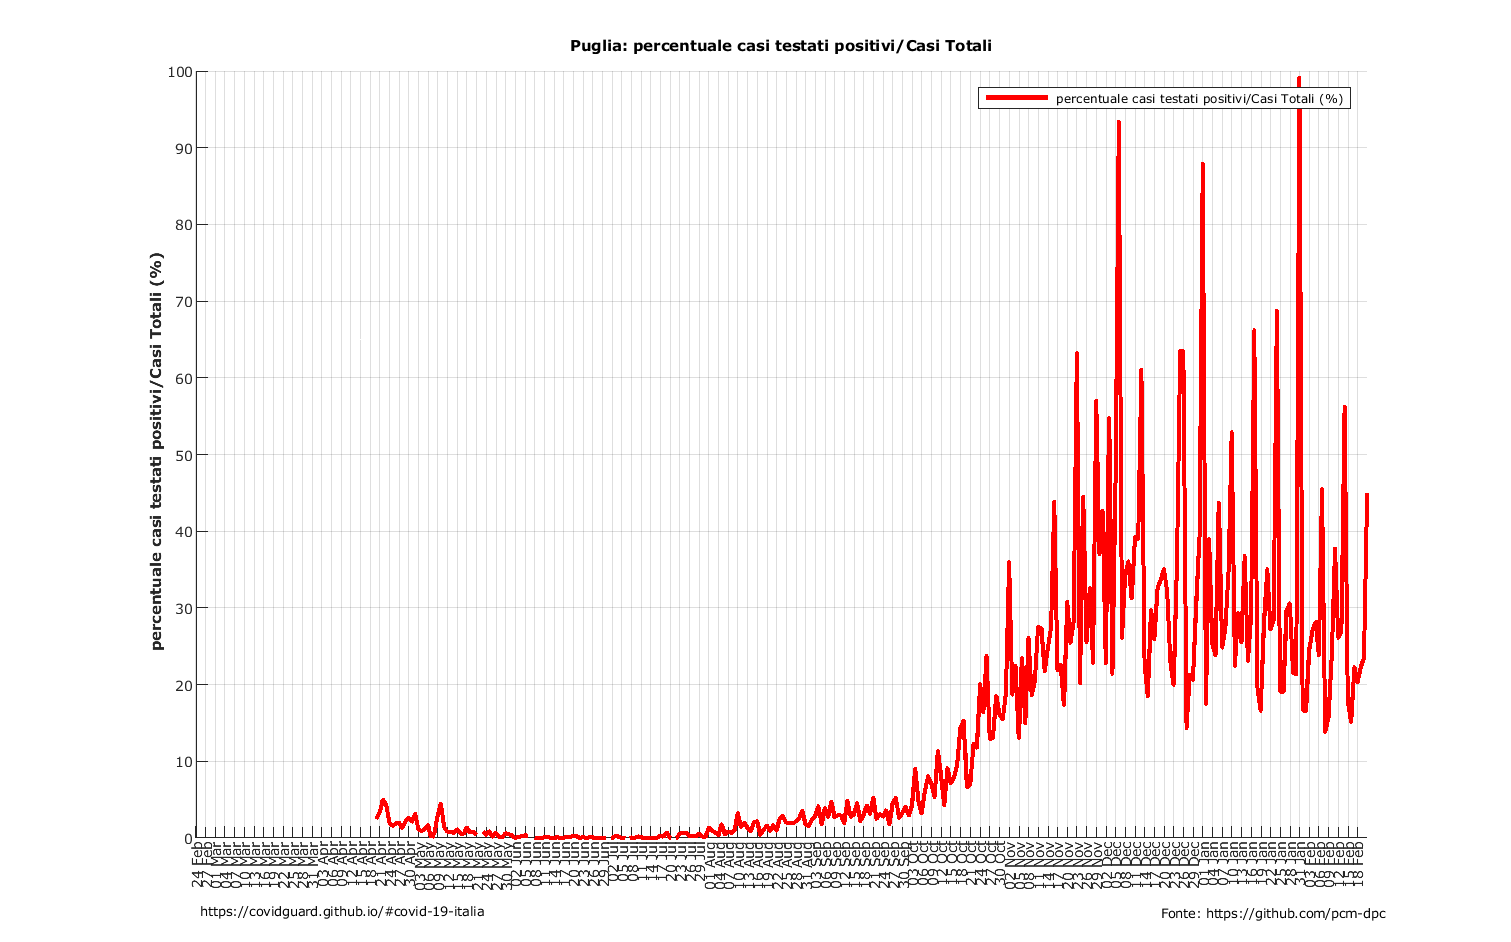 Puglia: percentuale casi testati positivi/Casi Totali
percentuale casi testati positivi/Casi Totali (%)
percentuale casi testati positivi/Casi Totali (%)
100
90
80
70
60
50
40
30
20
10
0
24 Feb
27 Feb
01 Mar
04 Mar
07 Mar
10 Mar
13 Mar
16 Mar
19 Mar
22 Mar
25 Mar
28 Mar
31 Mar
03 Apr
06 Apr
09 Apr
12 Apr
15 Apr
18 Apr
21 Apr
24 Apr
27 Apr
30 Apr
03 May
06 May
09 May
12 May
15 May
18 May
21 May
24 May
27 May
30 May
02 Jun
05 Jun
08 Jun
11 Jun
14 Jun
17 Jun
20 Jun
23 Jun
26 Jun
29 Jun
02 Jul
05 Jul
08 Jul
11 Jul
14 Jul
17 Jul
20 Jul
23 Jul
26 Jul
29 Jul
01 Aug
04 Aug
07 Aug
10 Aug
13 Aug
16 Aug
19 Aug
22 Aug
25 Aug
28 Aug
31 Aug
03 Sep
06 Sep
09 Sep
12 Sep
15 Sep
18 Sep
21 Sep
24 Sep
27 Sep
30 Sep
03 Oct
06 Oct
09 Oct
12 Oct
15 Oct
18 Oct
21 Oct
24 Oct
27 Oct
30 Oct
02 Nov
05 Nov
08 Nov
11 Nov
14 Nov
17 Nov
20 Nov
23 Nov
26 Nov
29 Nov
02 Dec
05 Dec
08 Dec
11 Dec
14 Dec
17 Dec
20 Dec
23 Dec
26 Dec
29 Dec
01 Jan
04 Jan
07 Jan
10 Jan
13 Jan
16 Jan
19 Jan
22 Jan
25 Jan
28 Jan
31 Jan
03 Feb
06 Feb
09 Feb
12 Feb
15 Feb
18 Feb
https://covidguard.github.io/#covid-19-italia
Fonte: https://github.com/pcm-dpc